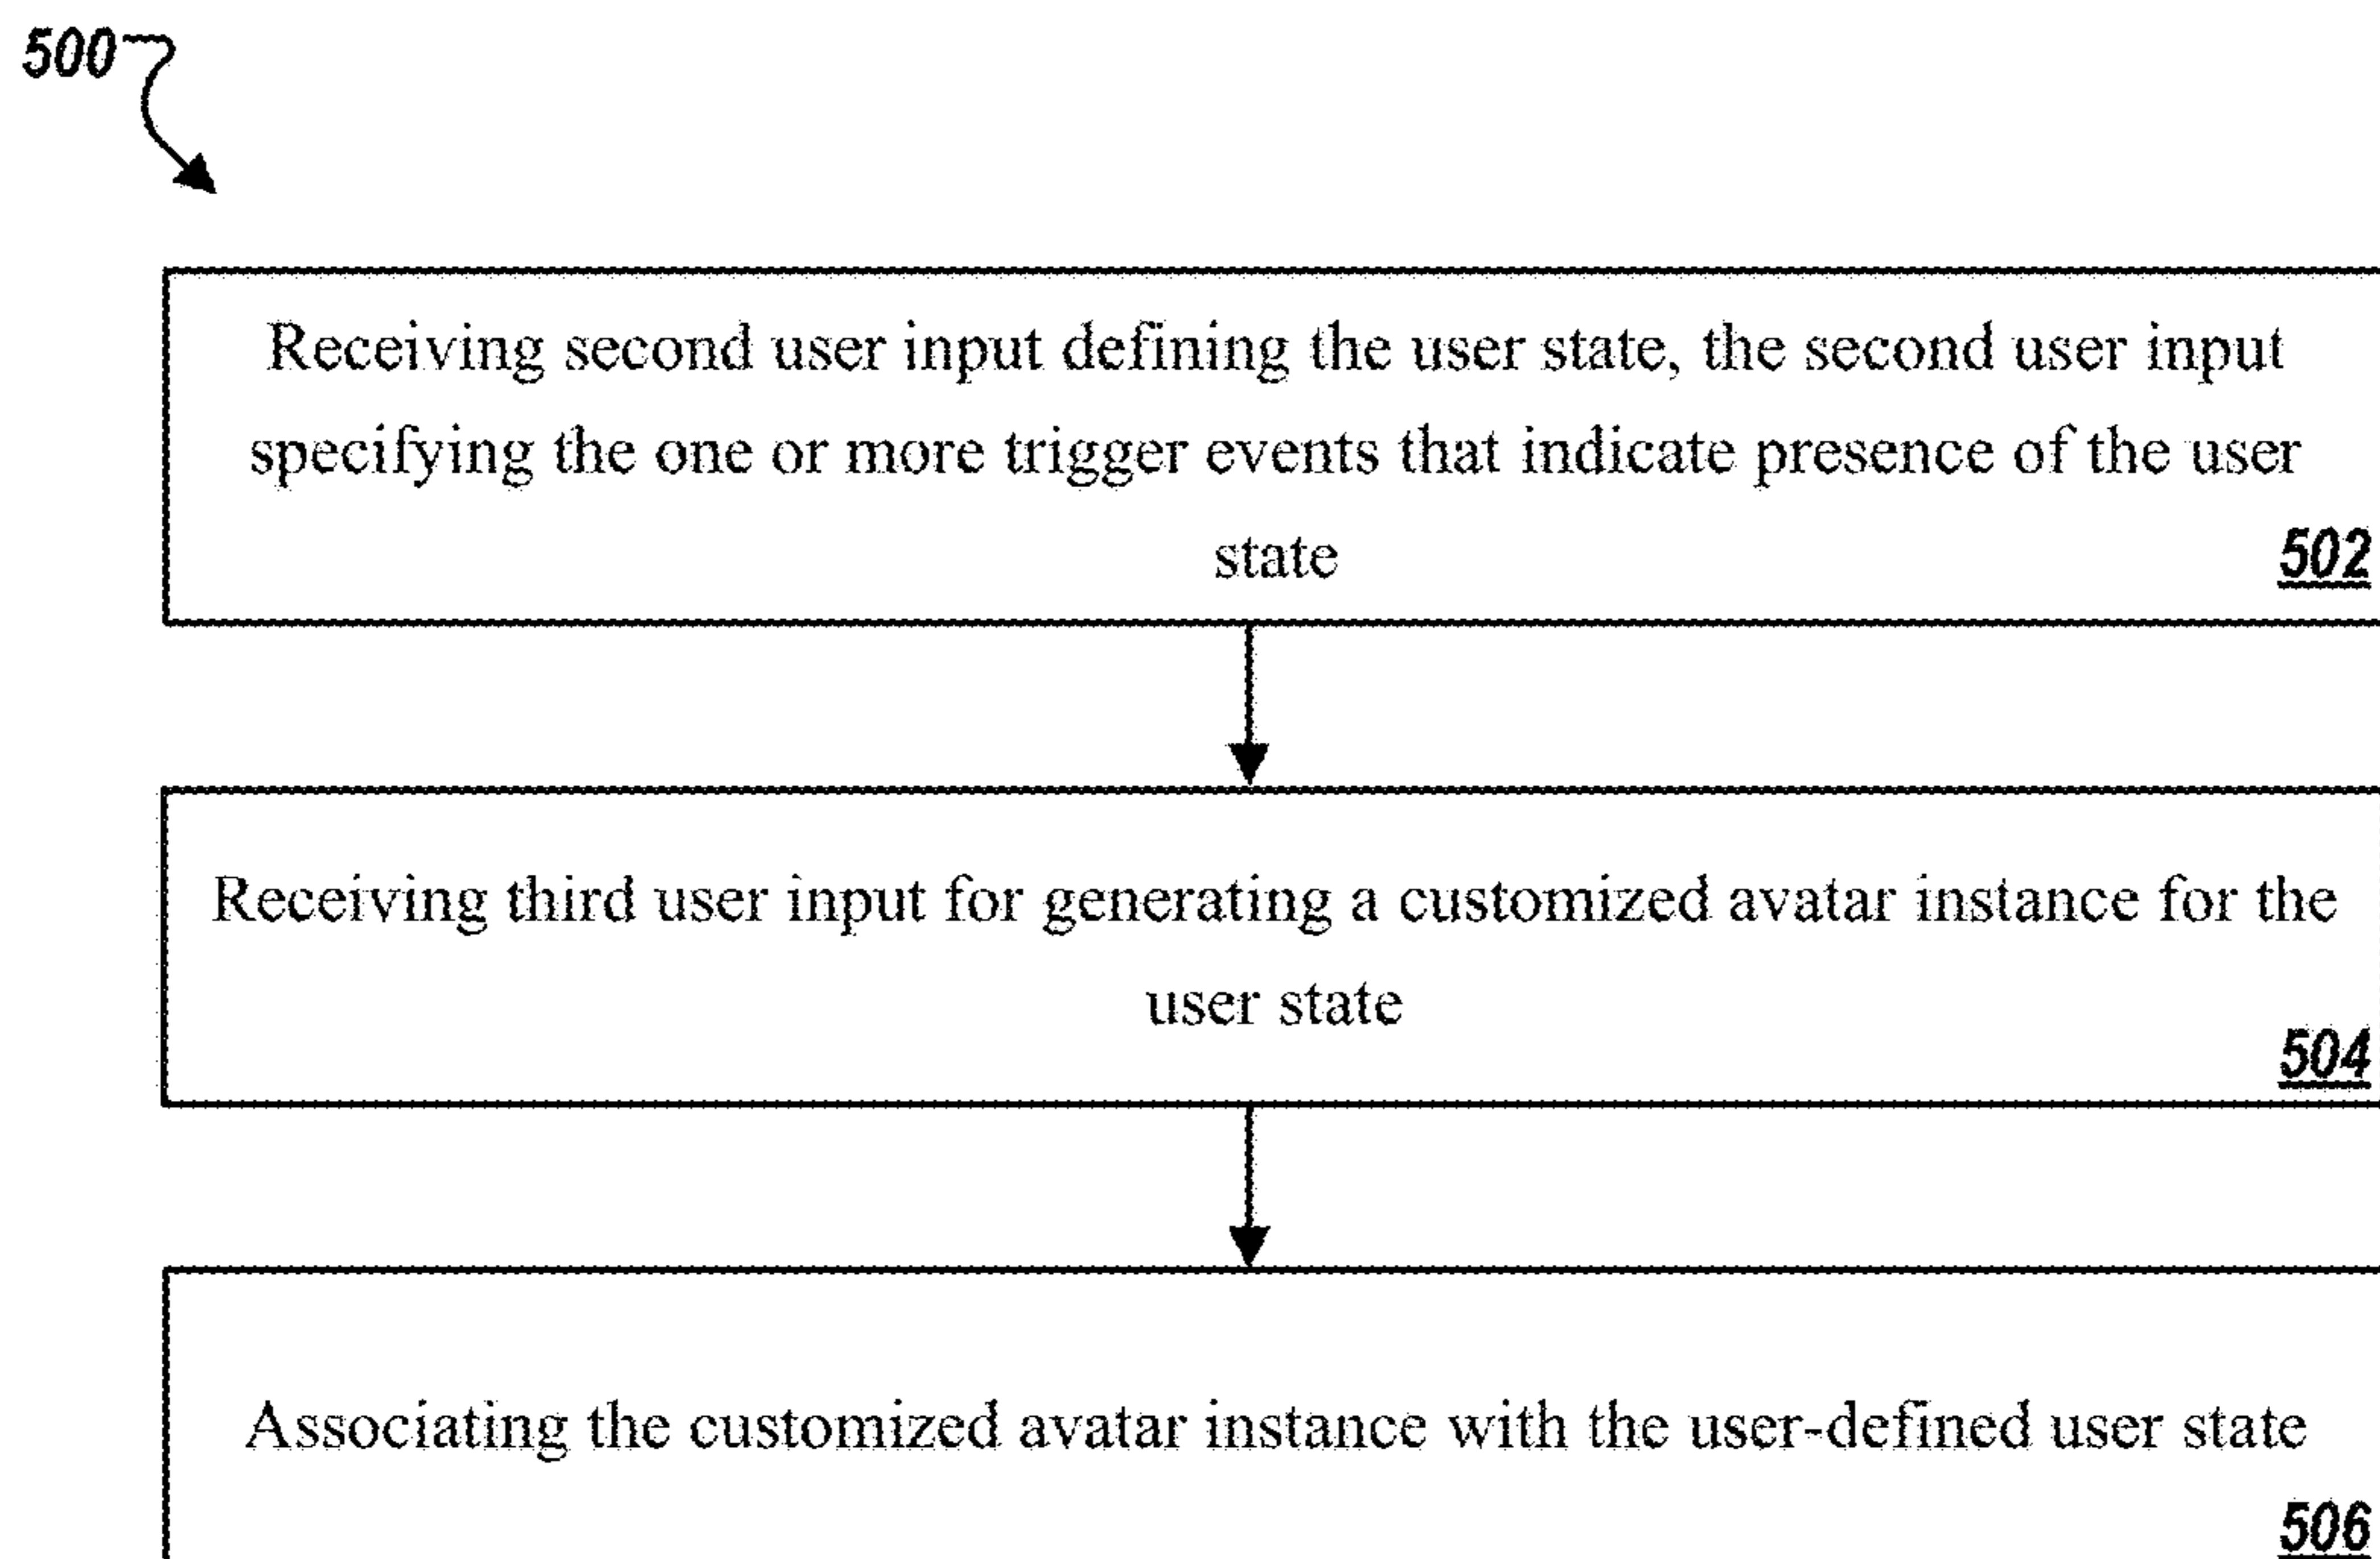 500
Receiving second user input defining the user state, the second user input
specifying the one or more trigger events that indicate presence of the user
state
502
Receiving third user input for generating a customized avatar instance for the
user state
504
Associating the customized avatar instance with the user-defined user state
506